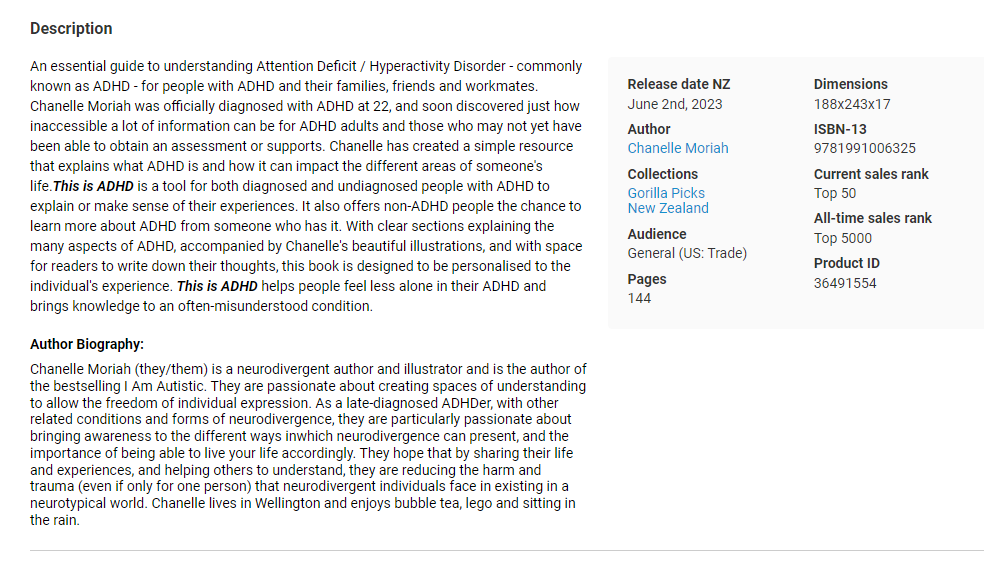 Description
An essential guide to understanding Attention Deficit / Hyperactivity Disorder - commonly
known as ADHD - for people with ADHD and their families, friends and workmates.
Chanelle Moriah was officially diagnosed with ADHD at 22, and soon discovered just how
inaccessible a lot of information can be for ADHD adults and those who may not yet have
been able to obtain an assessment or supports. Chanelle has created a simple resource
that explains what ADHD is and how it can impact the different areas of someone's
life.This is ADHD is a tool for both diagnosed and undiagnosed people with ADHD to
explain or make sense of their experiences. It also offers non-ADHD people the chance to
learn more about ADHD from someone who has it. With clear sections explaining the
many aspects of ADHD, accompanied by Chanelle's beautiful illustrations, and with space
for readers to write down their thoughts, this book is designed to be personalised to the
individual's experience. This is ADHD helps people feel less alone in their ADHD and
brings knowledge to an often-misunderstood condition.
Author Biography:
Chanelle Moriah (they/them) is a neurodivergent author and illustrator and is the author of
the bestselling I Am Autistic. They are passionate about creating spaces of understanding
to allow the freedom of individual expression. As a late-diagnosed ADHDer, with other
related conditions and forms of neurodivergence, they are particularly passionate about
bringing awareness to the different ways inwhich neurodivergence can present, and the
importance of being able to live your life accordingly. They hope that by sharing their life
and experiences, and helping others to understand, they are reducing the harm and
trauma (even if only for one person) that neurodivergent individuals face in existing in a
neurotypical world. Chanelle lives in Wellington and enjoys bubble tea, lego and sitting in
the rain.
Release date NZ
June 2nd, 2023
Author
Chanelle Moriah
Collections
Gorilla Picks
New Zealand
Audience
General (US: Trade)
Pages
144
Dimensions
188x243x17
ISBN-13
9781991006325
Current sales rank
Top 50
All-time sales rank
Top 5000
Product ID
36491554